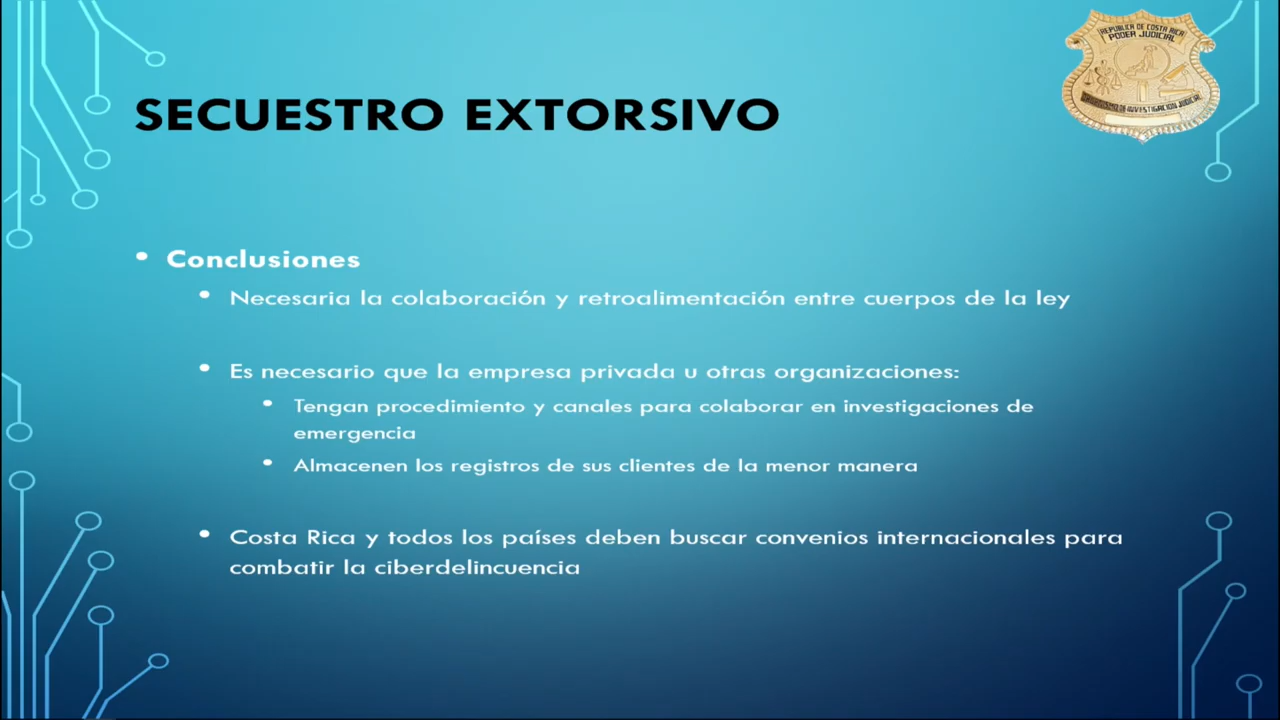 REPUBLICA DE COSTA RICA
PODER JUDICIAL
SECUESTRO EXTORSIVO
Conclusiones
Necesaria la colaboración y retroalimentación entre cuerpos de la ley
Es necesario que la empresa privada u otras organizaciones:
Tengan procedimiento y canales para colaborar en investigaciones de
emergencia
Almacenen los registros de sus clientes de la menor manera
Costa Rica y todos los países deben buscar convenios internacionales para
combatir la ciberdelincuencia